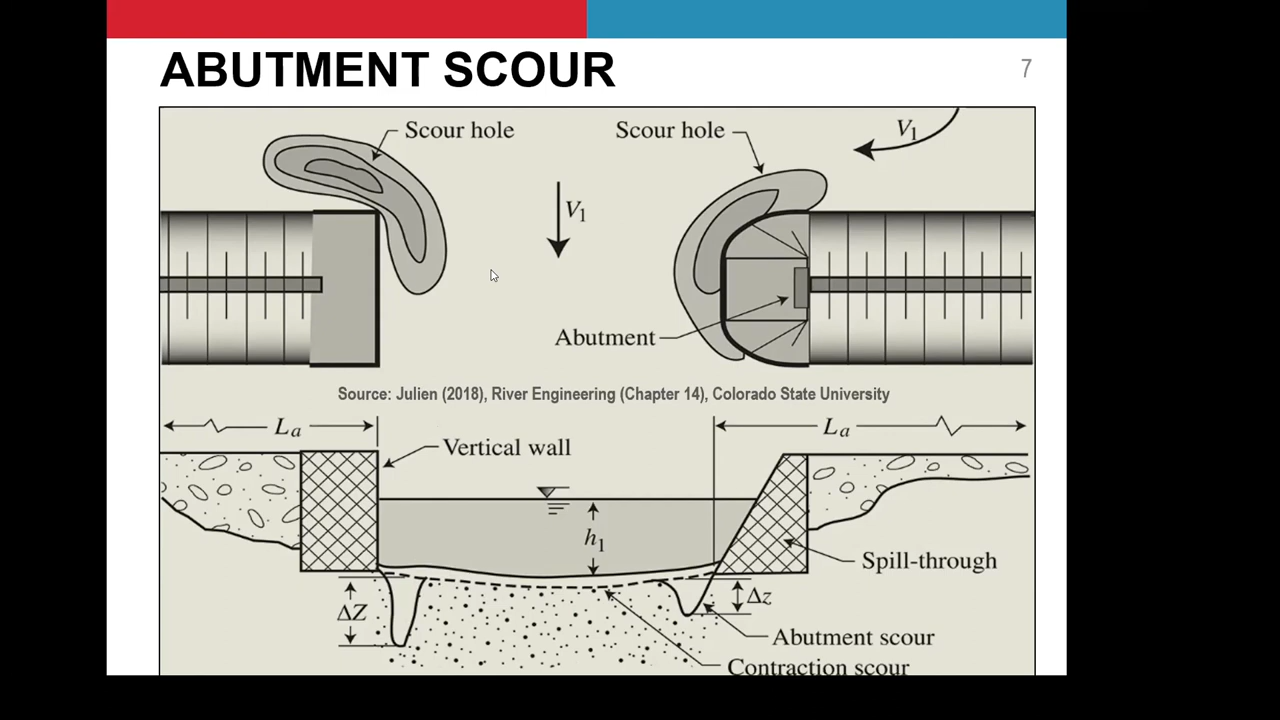 ABUTMENT SCOUR
7
Scour hole
Scour hole
V1
V1
Abutment
Source: Julien (2018), River Engineering (Chapter 14), Colorado State University
La
La
Vertical wall
h1
Spill-through
ΔZ
Δz
Abutment scour
Contraction scour